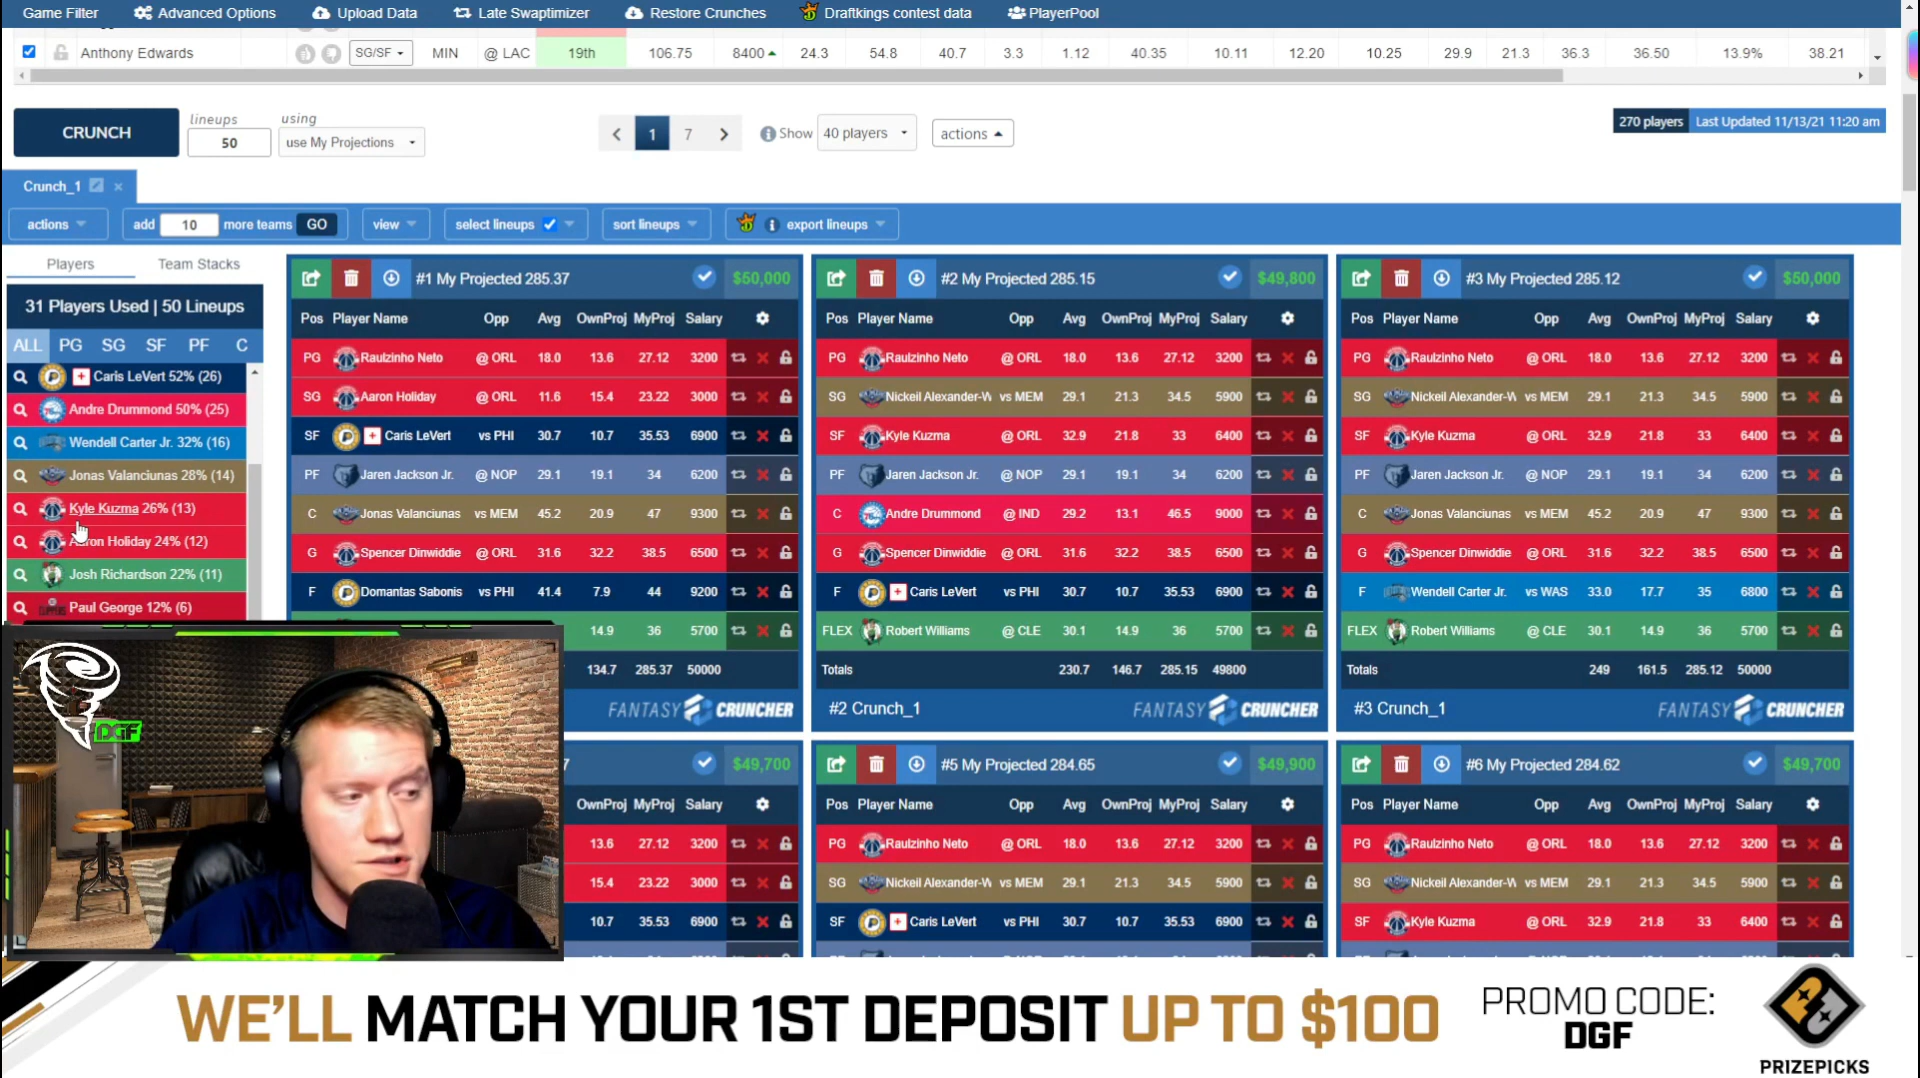 Game Filter Advanced Options Upload Data Late Swaptimizer Restore Crunches Draftkings contest data PlayerPool
Anthony Edwards SG/SF MIN @ LAC 19th 106.75 8400 24.3 54.8 40.7 3.3 1.12 40.35 10.11 12.20 10.25 29.9 21.3 36.3 36.50 13.9% 38.21
CRUNCH lineups 50 using use My Projections < 1 7 > Show 40 players actions 270 players Last Updated 11/13/21 11:20 am
Crunch_1 ×
actions add 10 more teams GO view select lineups sort lineups export lineups
Players Team Stacks
31 Players Used | 50 Lineups
ALL PG SG SF PF C
Caris LeVert 52% (26)
Andre Drummond 50% (25)
Wendell Carter Jr. 32% (16)
Jonas Valanciunas 28% (14)
Kyle Kuzma 26% (13)
Aaron Holiday 24% (12)
Josh Richardson 22% (11)
Paul George 12% (6)
#1 My Projected 285.37 $50,000
Pos Player Name Opp Avg OwnProj MyProj Salary
PG Raulzinho Neto @ ORL 18.0 13.6 27.12 3200
SG Aaron Holiday @ ORL 11.6 15.4 23.22 3000
SF Caris LeVert vs PHI 30.7 10.7 35.53 6900
PF Jaren Jackson Jr. @ NOP 29.1 19.1 34 6200
C Jonas Valanciunas vs MEM 45.2 20.9 47 9300
G Spencer Dinwiddie @ ORL 31.6 32.2 38.5 6500
F Domantas Sabonis vs PHI 41.4 7.9 44 9200
14.9 36 5700
134.7 285.37 50000
FANTASY CRUNCHER
#2 My Projected 285.15 $49,800
Pos Player Name Opp Avg OwnProj MyProj Salary
PG Raulzinho Neto @ ORL 18.0 13.6 27.12 3200
SG Nickeil Alexander-W vs MEM 29.1 21.3 34.5 5900
SF Kyle Kuzma @ ORL 32.9 21.8 33 6400
PF Jaren Jackson Jr. @ NOP 29.1 19.1 34 6200
C Andre Drummond @ IND 29.2 13.1 46.5 9000
G Spencer Dinwiddie @ ORL 31.6 32.2 38.5 6500
F Caris LeVert vs PHI 30.7 10.7 35.53 6900
FLEX Robert Williams @ CLE 30.1 14.9 36 5700
Totals 230.7 146.7 285.15 49800
#2 Crunch_1 FANTASY CRUNCHER
#3 My Projected 285.12 $50,000
Pos Player Name Opp Avg OwnProj MyProj Salary
PG Raulzinho Neto @ ORL 18.0 13.6 27.12 3200
SG Nickeil Alexander-W vs MEM 29.1 21.3 34.5 5900
SF Kyle Kuzma @ ORL 32.9 21.8 33 6400
PF Jaren Jackson Jr. @ NOP 29.1 19.1 34 6200
C Jonas Valanciunas vs MEM 45.2 20.9 47 9300
G Spencer Dinwiddie @ ORL 31.6 32.2 38.5 6500
F Wendell Carter Jr. vs WAS 33.0 17.7 35 6800
FLEX Robert Williams @ CLE 30.1 14.9 36 5700
Totals 249 161.5 285.12 50000
#3 Crunch_1 FANTASY CRUNCHER
7 $49,700
OwnProj MyProj Salary
13.6 27.12 3200
15.4 23.22 3000
10.7 35.53 6900
#5 My Projected 284.65 $49,900
Pos Player Name Opp Avg OwnProj MyProj Salary
PG Raulzinho Neto @ ORL 18.0 13.6 27.12 3200
SG Nickeil Alexander-W vs MEM 29.1 21.3 34.5 5900
SF Caris LeVert vs PHI 30.7 10.7 35.53 6900
#6 My Projected 284.62 $49,700
Pos Player Name Opp Avg OwnProj MyProj Salary
PG Raulzinho Neto @ ORL 18.0 13.6 27.12 3200
SG Nickeil Alexander-W vs MEM 29.1 21.3 34.5 5900
SF Kyle Kuzma @ ORL 32.9 21.8 33 6400
DGF
WE'LL MATCH YOUR 1ST DEPOSIT UP TO $100
PROMO CODE:
DGF
PRIZEPICKS